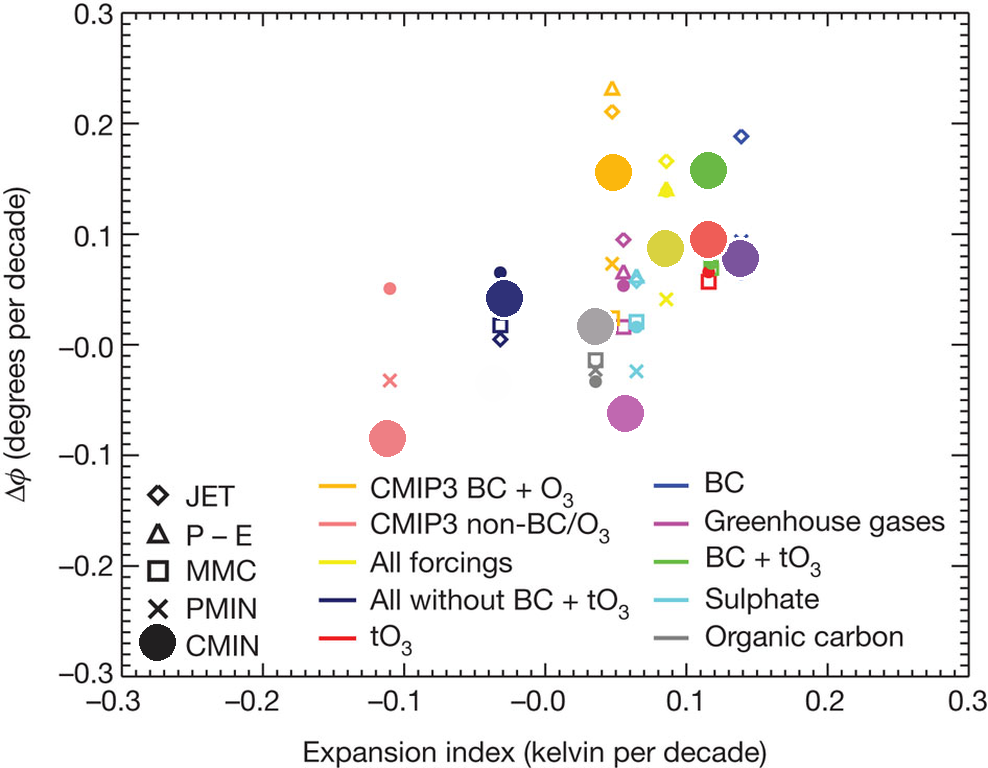 0.3
0.2
0.1
–0.0
–0.1
–0.2
–0.3
–0.3 –0.2 –0.1 –0.0 0.1 0.2 0.3
Δϕ (degrees per decade)
Expansion index (kelvin per decade)
JET
P – E
MMC
PMIN
CMIN
CMIP3 BC + O3
CMIP3 non-BC/O3
All forcings
All without BC + tO3
tO3
BC
Greenhouse gases
BC + tO3
Sulphate
Organic carbon